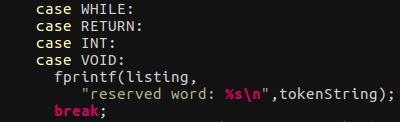 case WHILE:
case RETURN:
case INT:
case VOID:
fprintf(listing,
"reserved word: %s\n",tokenString);
break;